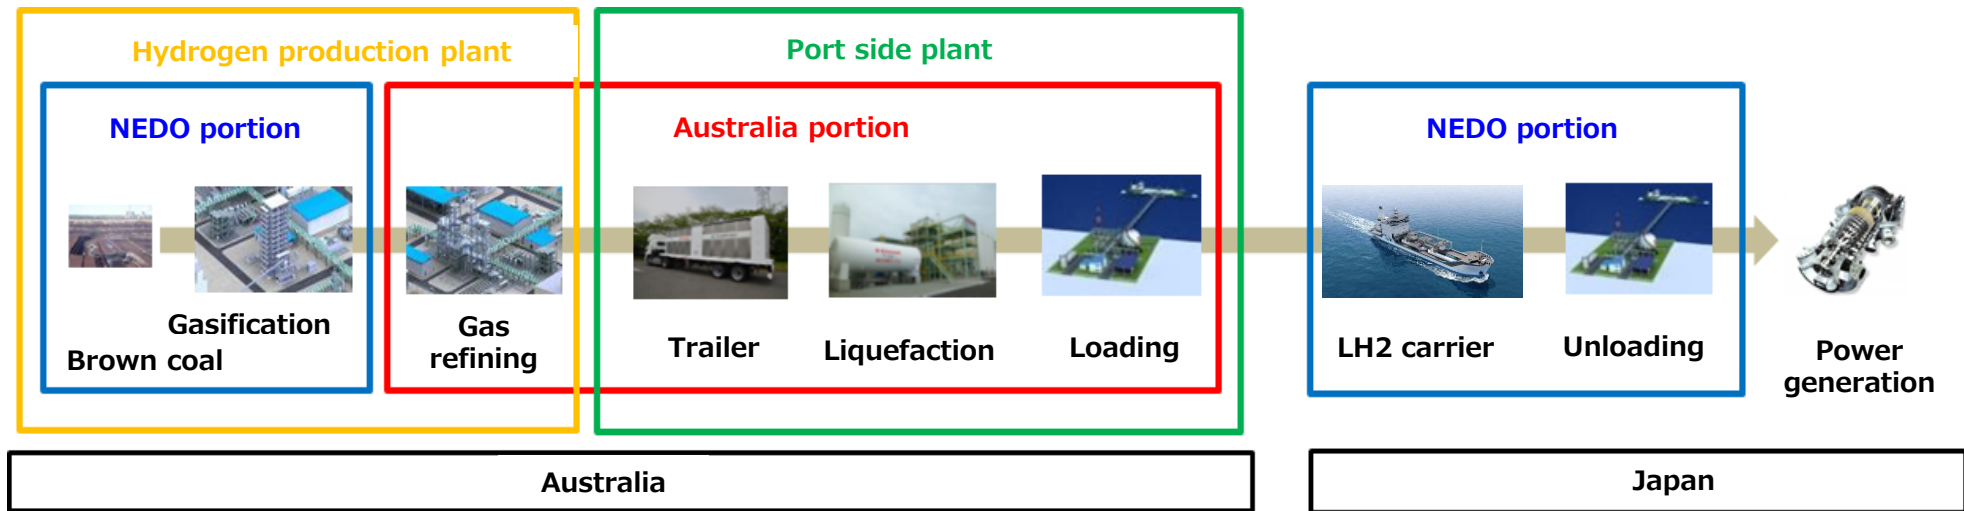 Hydrogen production plant
Port side plant
NEDO portion
Australia portion
NEDO portion
Brown coal
Gasification
Gas
refining
Trailer
Liquefaction
Loading
LH2 carrier
Unloading
Power
generation
Australia
Japan